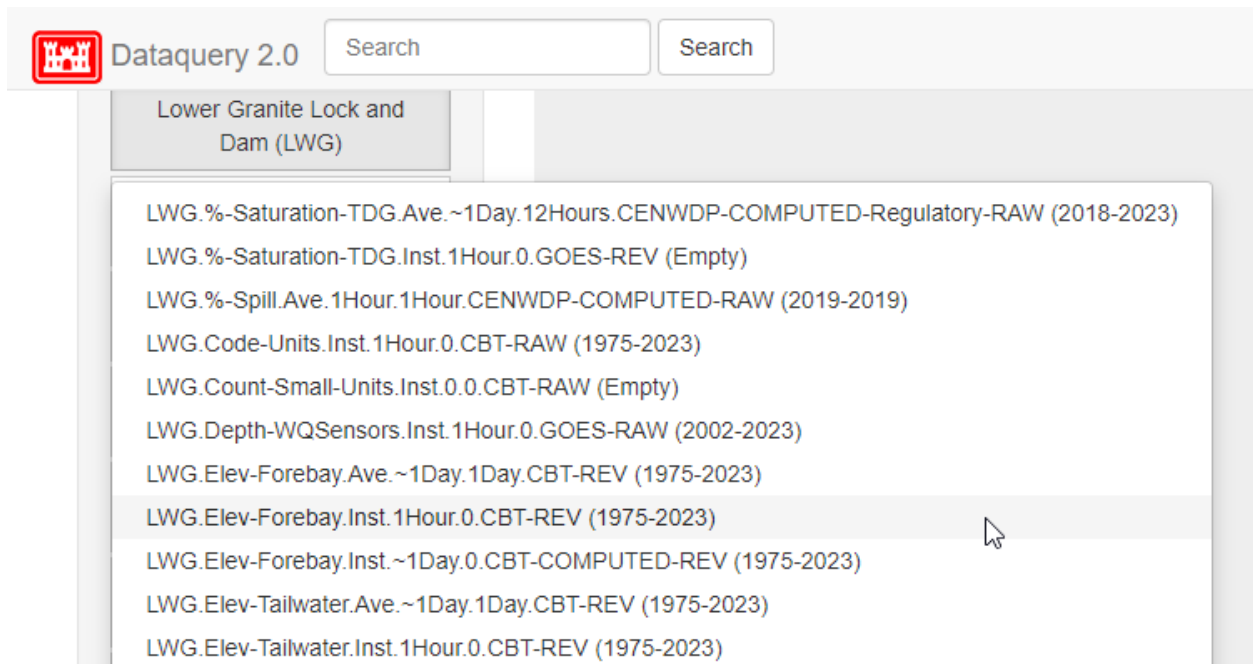 Dataquery 2.0
Search
Search
Lower Granite Lock and
Dam (LWG)
LWG.%-Saturation-TDG.Ave.~1Day.12Hours.CENWDP-COMPUTED-Regulatory-RAW (2018-2023)
LWG.%-Saturation-TDG.Inst.1Hour.0.GOES-REV (Empty)
LWG.%-Spill.Ave.1Hour.1Hour.CENWDP-COMPUTED-RAW (2019-2019)
LWG.Code-Units.Inst.1Hour.0.CBT-RAW (1975-2023)
LWG.Count-Small-Units.Inst.0.0.CBT-RAW (Empty)
LWG.Depth-WQSensors.Inst.1Hour.0.GOES-RAW (2002-2023)
LWG.Elev-Forebay.Ave.~1Day.1Day.CBT-REV (1975-2023)
LWG.Elev-Forebay.Inst.1Hour.0.CBT-REV (1975-2023)
LWG.Elev-Forebay.Inst.~1Day.0.CBT-COMPUTED-REV (1975-2023)
LWG.Elev-Tailwater.Ave.~1Day.1Day.CBT-REV (1975-2023)
LWG.Elev-Tailwater.Inst.1Hour.0.CBT-REV (1975-2023)